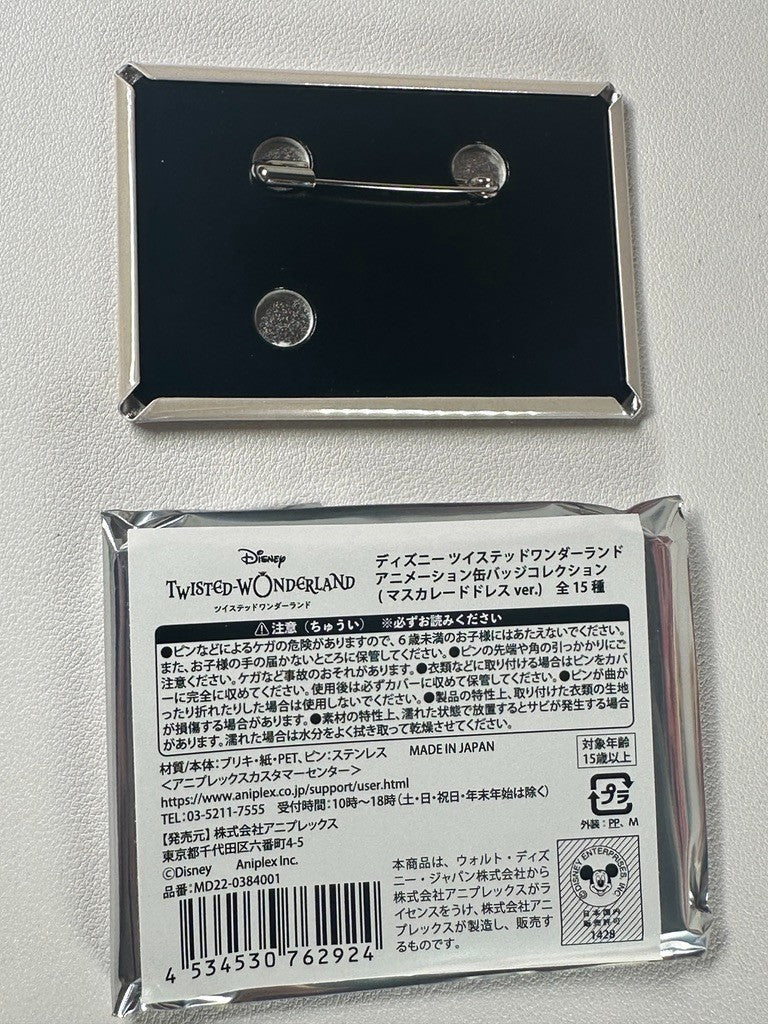 Disney
TWISTED-WONDERLAND
ツイステッドワンダーランド
ディズニー ツイステッドワンダーランド
アニメーション缶バッジコレクション
(マスカレードドレス ver.) 全15種
⚠注意（ちゅうい） ※必ずお読みください
●ピンなどによるケガの危険がありますので、6歳未満のお子様にはあたえないでください。
また、お子様の手の届かないところに保管してください。●ピンの先端や角の引っかかりにご
注意ください。ケガなど事故のおそれがあります。●衣類などに取り付ける場合はピンをカバ
ーに完全に収めてください。使用後は必ずカバーに収めて保管してください。●ピンが曲が
ったり折れたりした場合は使用しないでください。●製品の特性上、取り付けた衣類の生地
が損傷する場合があります。●素材の特性上、濡れた状態で放置するとサビが発生する場合
があります。濡れた場合は水分をよく拭き取って乾燥させてください。
材質/本体：ブリキ・紙・PET、ピン：ステンレス MADE IN JAPAN
＜アニプレックスカスタマーセンター＞
https://www.aniplex.co.jp/support/user.html
TEL：03-5211-7555 受付時間：10時～18時（土・日・祝日・年末年始は除く）
【発売元】株式会社アニプレックス
東京都千代田区六番町4-5
©Disney Aniplex Inc.
品番：MD22-0384001
4 534530 762924
対象年齢
15歳以上
プラ
外装：PP、M
本商品は、ウォルト・ディズ
ニー・ジャパン株式会社から
株式会社アニプレックスがラ
イセンスをうけ、株式会社ア
ニプレックスが製造し、販売す
るものです。
©DISNEY ENTERPRISES, INC.
日本国内
販売許可
1428